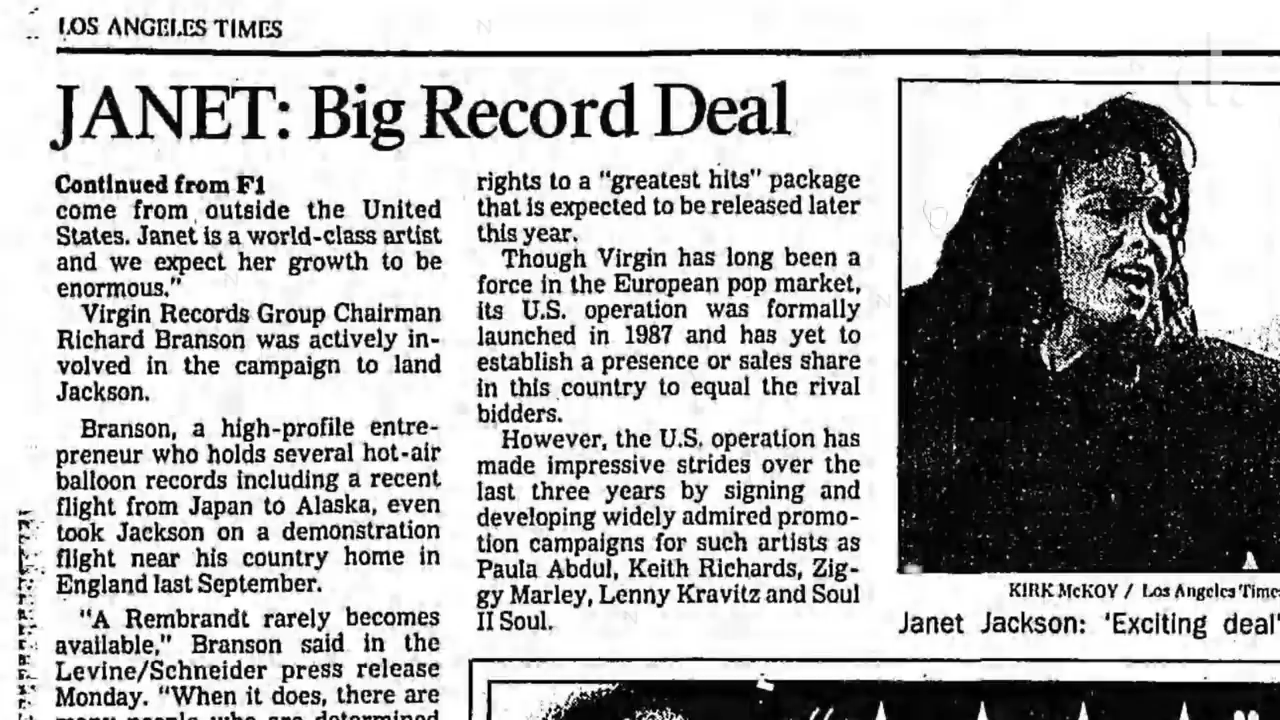 LOS ANGELES TIMES
JANET: Big Record Deal
Continued from F1
come from outside the United
States. Janet is a world-class artist
and we expect her growth to be
enormous."
Virgin Records Group Chairman
Richard Branson was actively in-
volved in the campaign to land
Jackson.
Branson, a high-profile entre-
preneur who holds several hot-air
balloon records including a recent
flight from Japan to Alaska, even
took Jackson on a demonstration
flight near his country home in
England last September.
"A Rembrandt rarely becomes
available," Branson said in the
Levine/Schneider press release
Monday. "When it does, there are
many people who are determined
rights to a "greatest hits" package
that is expected to be released later
this year.
Though Virgin has long been a
force in the European pop market,
its U.S. operation was formally
launched in 1987 and has yet to
establish a presence or sales share
in this country to equal the rival
bidders.
However, the U.S. operation has
made impressive strides over the
last three years by signing and
developing widely admired promo-
tion campaigns for such artists as
Paula Abdul, Keith Richards, Zig-
gy Marley, Lenny Kravitz and Soul
II Soul.
KIRK McKOY / Los Angeles Times
Janet Jackson: 'Exciting deal'